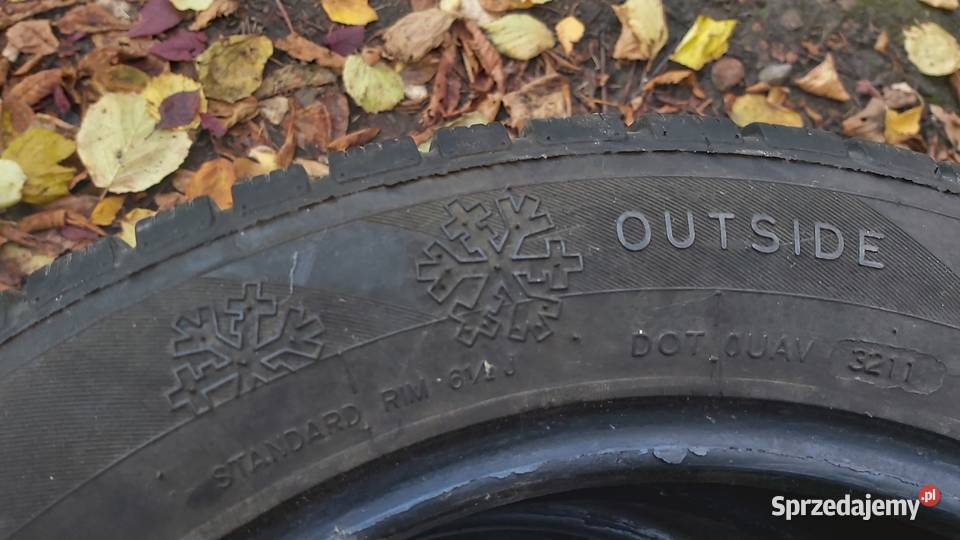 OUTSIDE
DOT 0UAV 3211
STANDARD RIM 6½ J
Sprzedajemy.pl